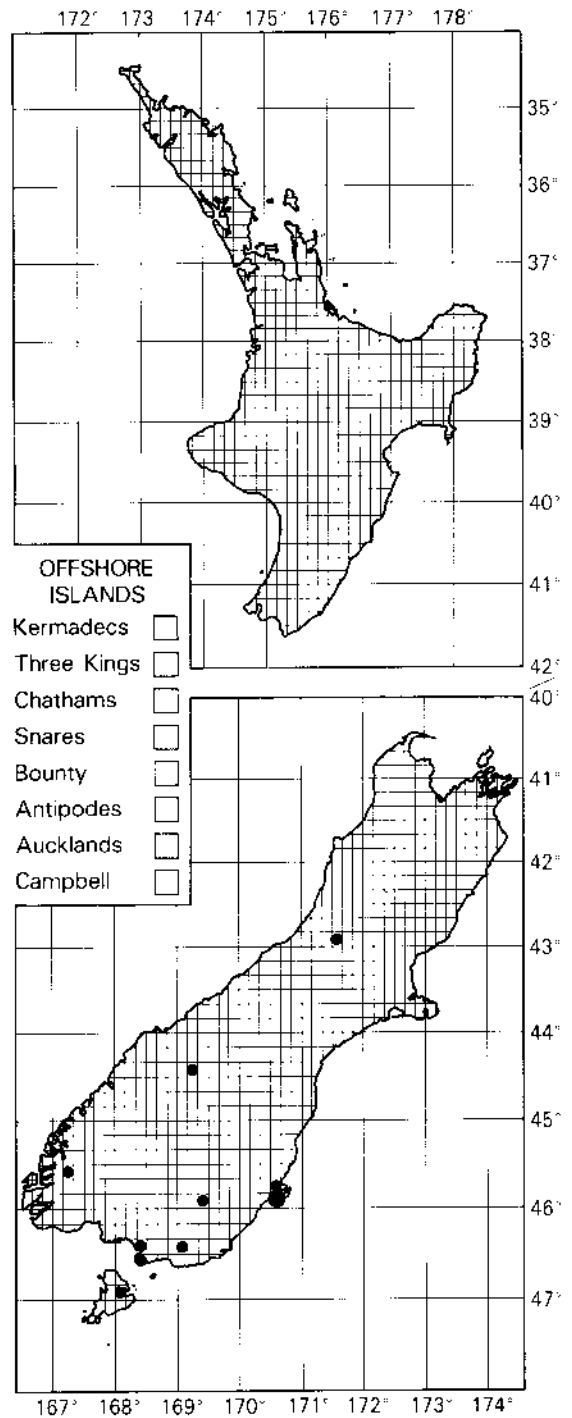 172° 173° 174° 175° 176° 177° 178°
35°
36°
37°
38°
39°
40°
41°
42°
OFFSHORE
ISLANDS
Kermadecs
Three Kings
Chathams
Snares
Bounty
Antipodes
Aucklands
Campbell
40°
41°
42°
43°
44°
45°
46°
47°
167° 168° 169° 170° 171° 172° 173° 174°